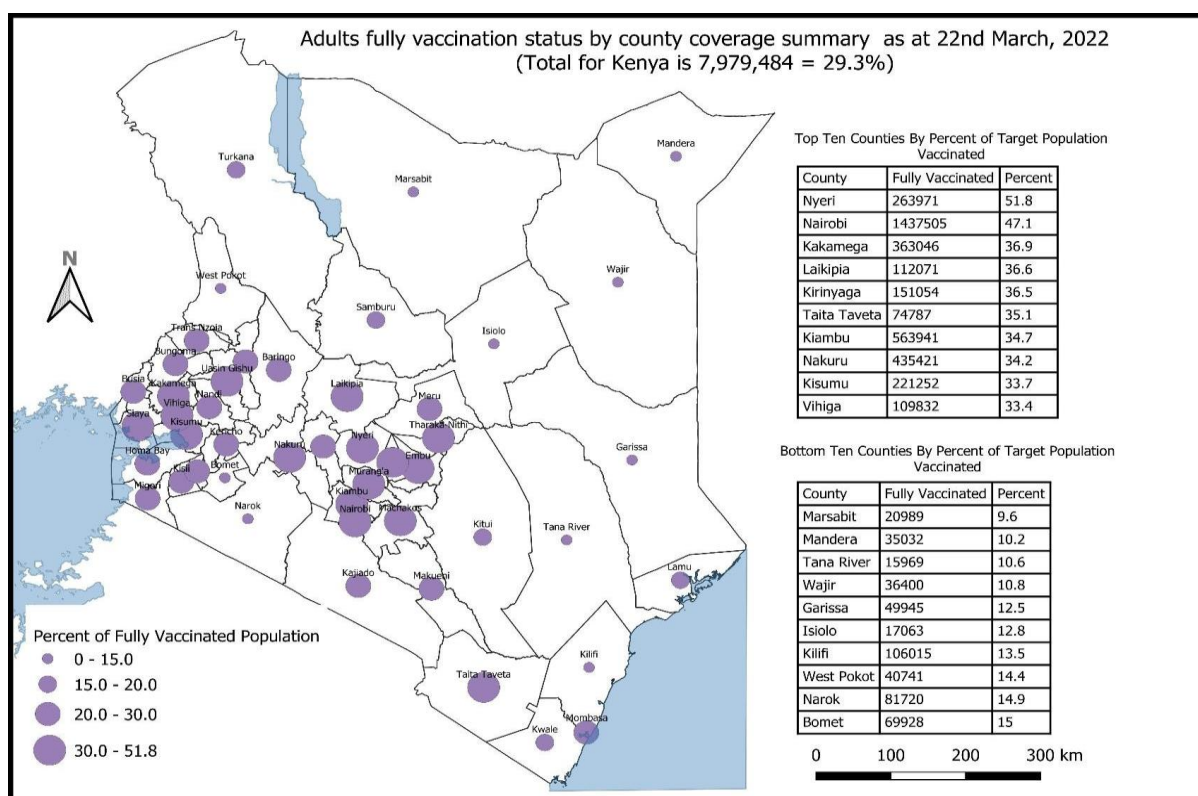 Adults fully vaccination status by county coverage summary as at 22nd March, 2022
(Total for Kenya is 7,979,484 = 29.3%)
N
Turkana
Marsabit
Mandera
Wajir
West Pokot
Samburu
Isiolo
Trans Nzoia
Bungoma
Uasin Gishu
Baringo
Busia
Kakamega
Nandi
Laikipia
Meru
Vihiga
Siaya
Kisumu
Tharaka-Nithi
Kericho
Nakuru
Nyeri
Homa Bay
Kisii
Bomet
Embu
Garissa
Migori
Murang'a
Kiambu
Narok
Nairobi
Machakos
Kitui
Tana River
Kajiado
Makueni
Lamu
Kilifi
Taita Taveta
Kwale
Mombasa
Percent of Fully Vaccinated Population
0 - 15.0
15.0 - 20.0
20.0 - 30.0
30.0 - 51.8
Top Ten Counties By Percent of Target Population
Vaccinated
County Fully Vaccinated Percent
Nyeri 263971 51.8
Nairobi 1437505 47.1
Kakamega 363046 36.9
Laikipia 112071 36.6
Kirinyaga 151054 36.5
Taita Taveta 74787 35.1
Kiambu 563941 34.7
Nakuru 435421 34.2
Kisumu 221252 33.7
Vihiga 109832 33.4
Bottom Ten Counties By Percent of Target Population
Vaccinated
County Fully Vaccinated Percent
Marsabit 20989 9.6
Mandera 35032 10.2
Tana River 15969 10.6
Wajir 36400 10.8
Garissa 49945 12.5
Isiolo 17063 12.8
Kilifi 106015 13.5
West Pokot 40741 14.4
Narok 81720 14.9
Bomet 69928 15
0 100 200 300 km